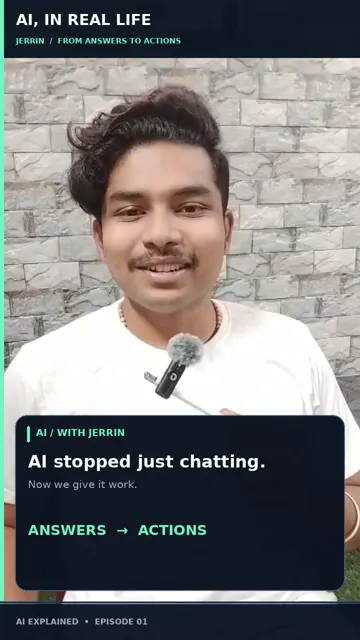 AI, IN REAL LIFE
JERRIN / FROM ANSWERS TO ACTIONS
AI / WITH JERRIN
AI stopped just chatting.
Now we give it work.
ANSWERS → ACTIONS
AI EXPLAINED • EPISODE 01